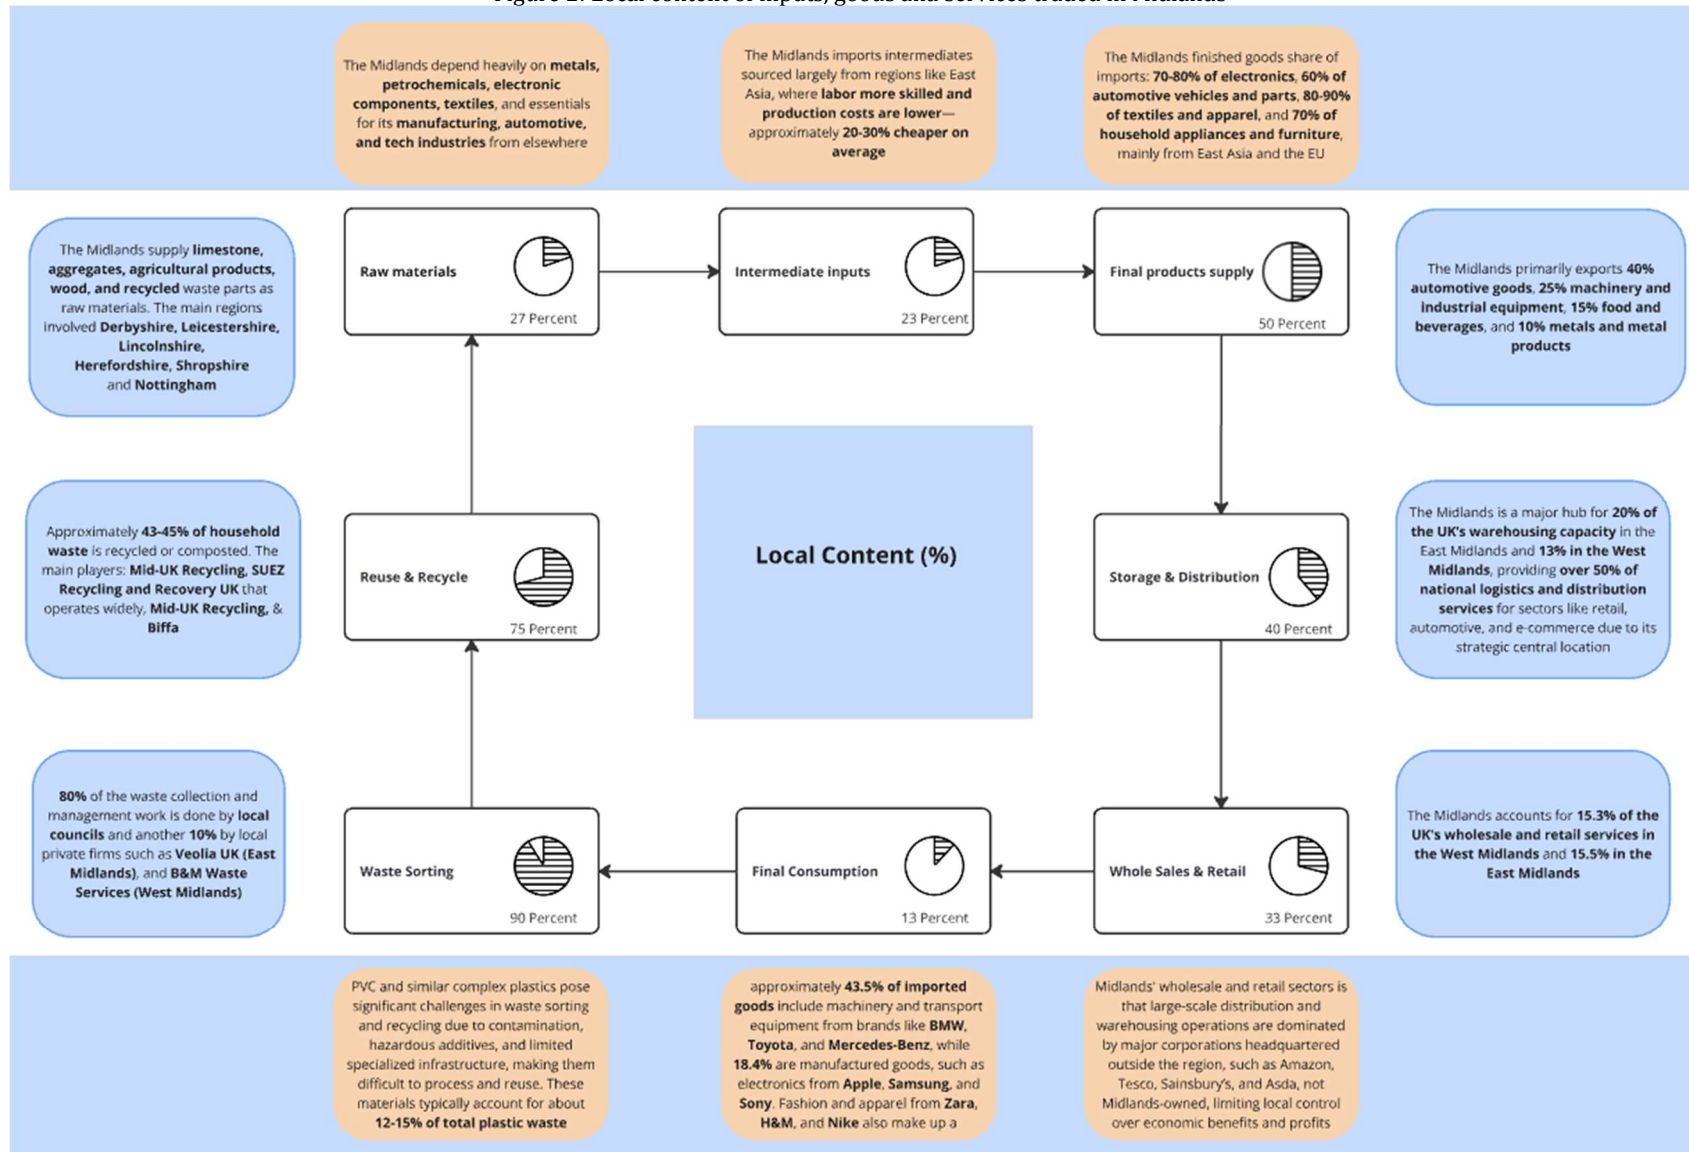 Figure 2: Local content of inputs, goods and services traded in Midlands
The Midlands depend heavily on metals,
petrochemicals, electronic
components, textiles, and essentials
for its manufacturing, automotive,
and tech industries from elsewhere
The Midlands imports intermediates
sourced largely from regions like East
Asia, where labor more skilled and
production costs are lower—
approximately 20-30% cheaper on
average
The Midlands finished goods share of
imports: 70-80% of electronics, 60% of
automotive vehicles and parts, 80-90%
of textiles and apparel, and 70% of
household appliances and furniture,
mainly from East Asia and the EU
The Midlands supply limestone,
aggregates, agricultural products,
wood, and recycled waste parts as
raw materials. The main regions
involved Derbyshire, Leicestershire,
Lincolnshire,
Herefordshire, Shropshire
and Nottingham
Raw materials
27 Percent
Intermediate inputs
23 Percent
Final products supply
50 Percent
The Midlands primarily exports 40%
automotive goods, 25% machinery and
industrial equipment, 15% food and
beverages, and 10% metals and metal
products
Approximately 43-45% of household
waste is recycled or composted. The
main players: Mid-UK Recycling, SUEZ
Recycling and Recovery UK that
operates widely, Mid-UK Recycling, &
Biffa
Reuse & Recycle
75 Percent
Local Content (%)
Storage & Distribution
40 Percent
The Midlands is a major hub for 20% of
the UK's warehousing capacity in the
East Midlands and 13% in the West
Midlands, providing over 50% of
national logistics and distribution
services for sectors like retail,
automotive, and e-commerce due to its
strategic central location
80% of the waste collection and
management work is done by local
councils and another 10% by local
private firms such as Veolia UK (East
Midlands), and B&M Waste
Services (West Midlands)
Waste Sorting
90 Percent
Final Consumption
13 Percent
Whole Sales & Retail
33 Percent
The Midlands accounts for 15.3% of the
UK's wholesale and retail services in
the West Midlands and 15.5% in the
East Midlands
PVC and similar complex plastics pose
significant challenges in waste sorting
and recycling due to contamination,
hazardous additives, and limited
specialized infrastructure, making them
difficult to process and reuse. These
materials typically account for about
12-15% of total plastic waste
approximately 43.5% of imported
goods include machinery and transport
equipment from brands like BMW,
Toyota, and Mercedes-Benz, while
18.4% are manufactured goods, such as
electronics from Apple, Samsung, and
Sony. Fashion and apparel from Zara,
H&M, and Nike also make up a
Midlands' wholesale and retail sectors is
that large-scale distribution and
warehousing operations are dominated
by major corporations headquartered
outside the region, such as Amazon,
Tesco, Sainsbury's, and Asda, not
Midlands-owned, limiting local control
over economic benefits and profits